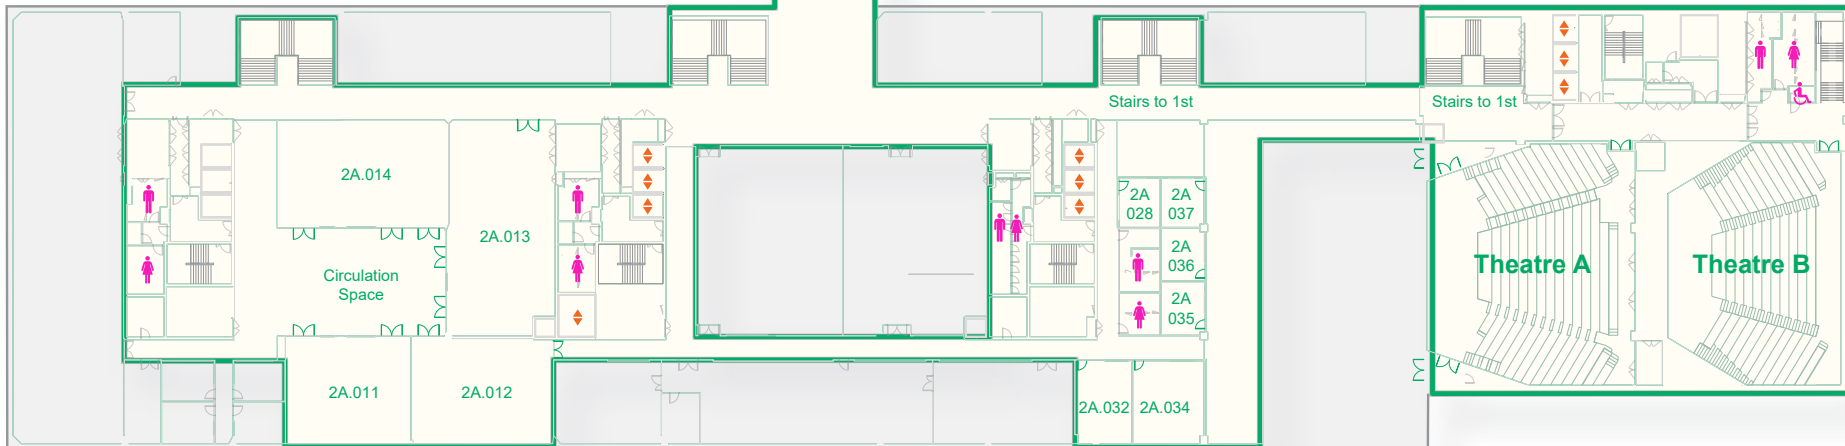 Stairs to 1st
Stairs to 1st
2A.014
2A.013
Circulation
Space
2A
028
2A
037
2A
036
2A
035
Theatre A
Theatre B
2A.011
2A.012
2A.032
2A.034